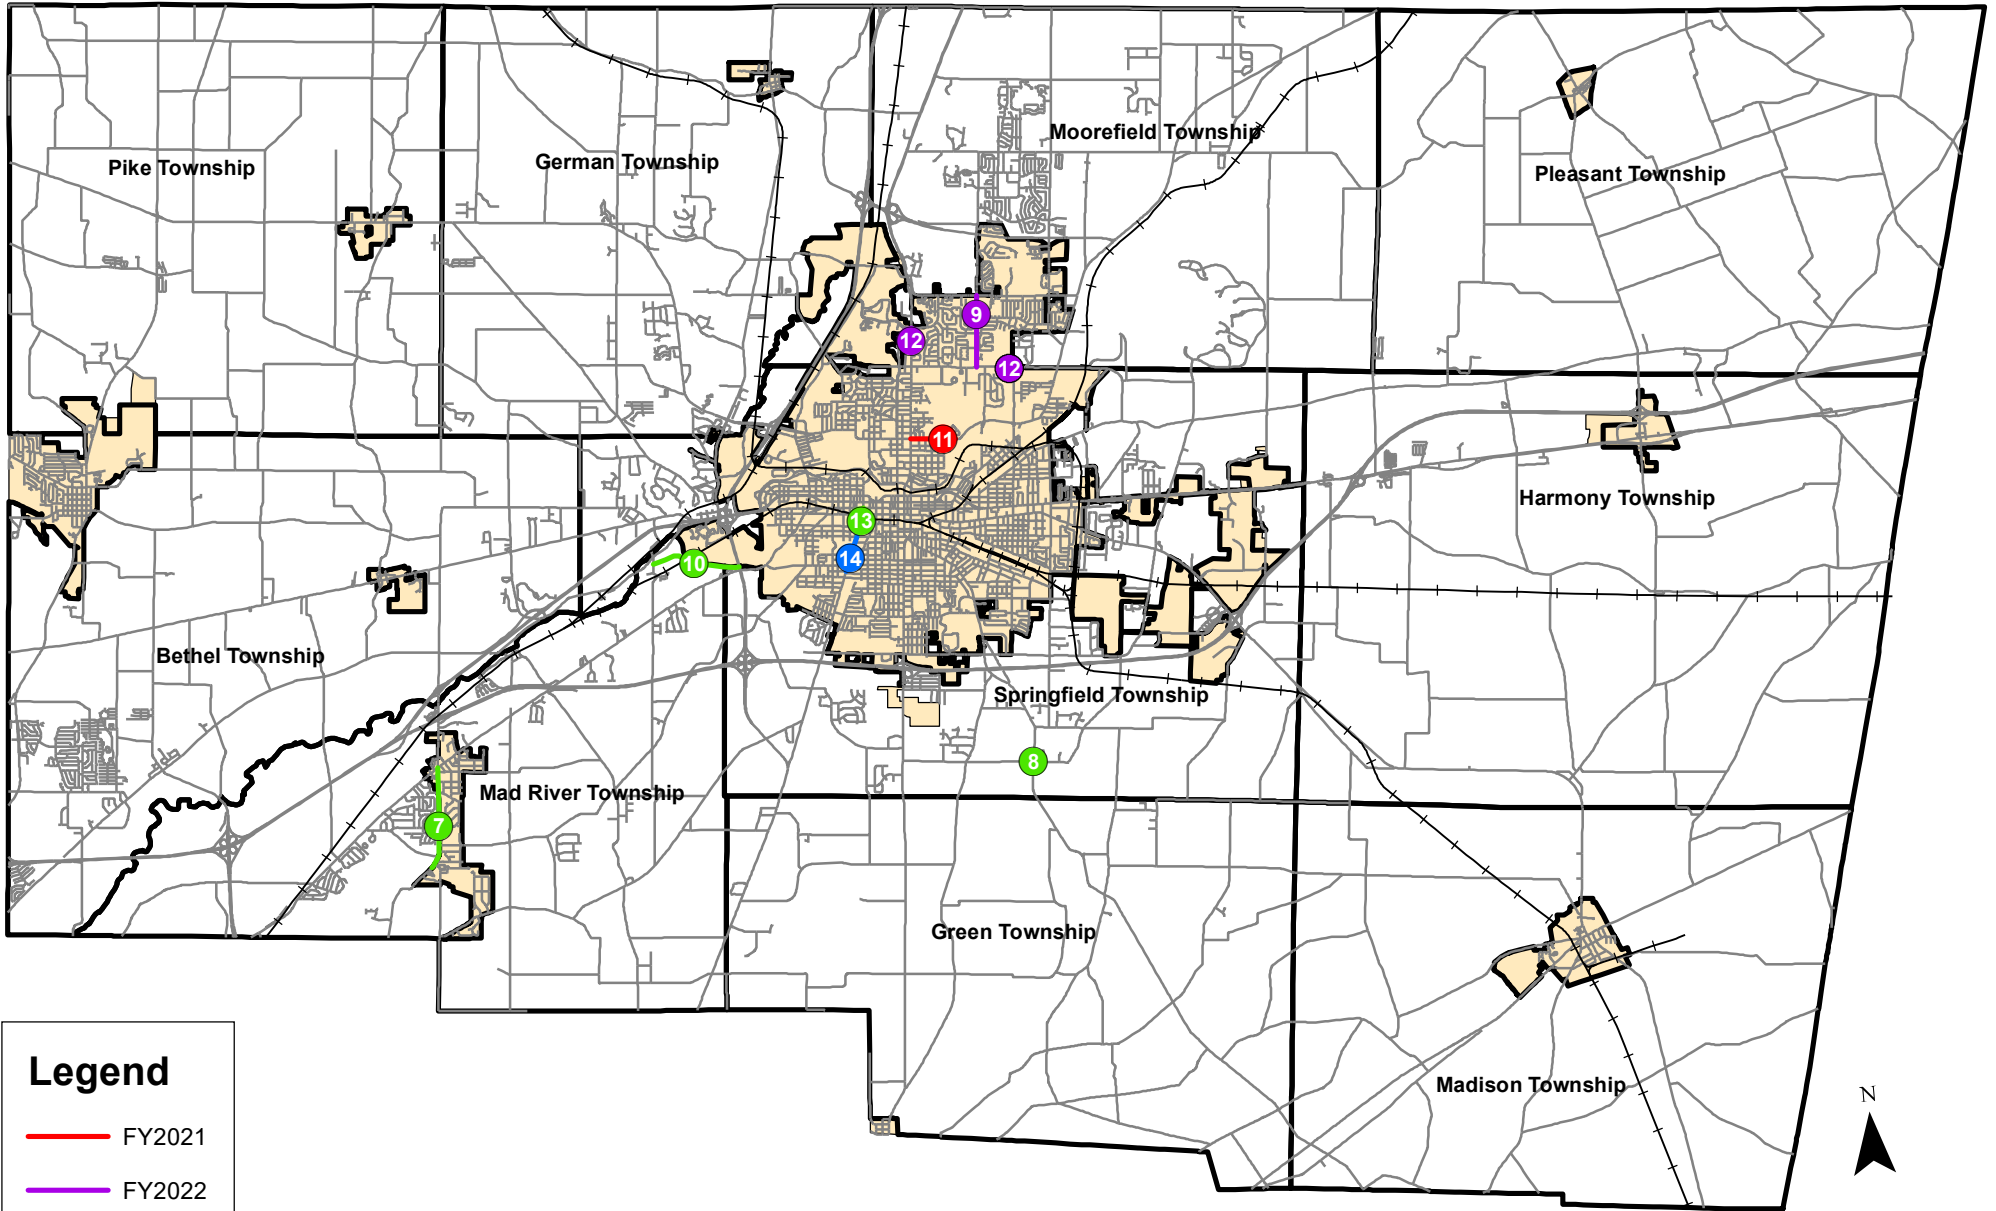 Moorefield Township
German Township
Pike Township
Pleasant Township
9
12
12
11
Harmony Township
13
14
10
Bethel Township
Springfield Township
8
Mad River Township
7
Green Township
Madison Township
N
Legend
FY2021
FY2022